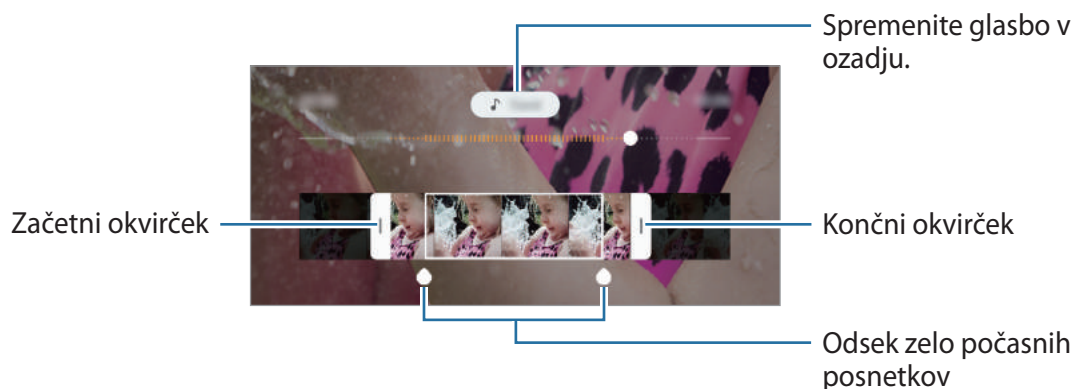 Spremenite glasbo v
ozadju.
Začetni okvirček
Končni okvirček
Odsek zelo počasnih
posnetkov